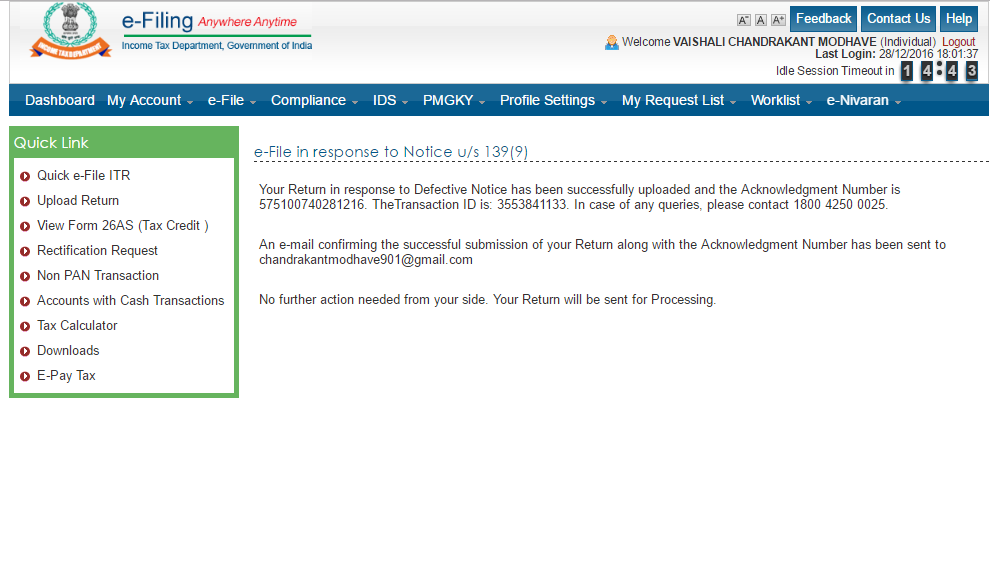 e-Filing Anywhere Anytime
Income Tax Department, Government of India
A- A A+ Feedback Contact Us Help
Welcome VAISHALI CHANDRAKANT MODHAVE (Individual) Logout
Last Login: 28/12/2016 18:01:37
Idle Session Timeout in 1 4 : 4 3
Dashboard My Account e-File Compliance IDS PMGKY Profile Settings My Request List Worklist e-Nivaran
Quick Link
Quick e-File ITR
Upload Return
View Form 26AS (Tax Credit )
Rectification Request
Non PAN Transaction
Accounts with Cash Transactions
Tax Calculator
Downloads
E-Pay Tax
e-File in response to Notice u/s 139(9)
Your Return in response to Defective Notice has been successfully uploaded and the Acknowledgment Number is
575100740281216. TheTransaction ID is: 3553841133. In case of any queries, please contact 1800 4250 0025.
An e-mail confirming the successful submission of your Return along with the Acknowledgment Number has been sent to
chandrakantmodhave901@gmail.com
No further action needed from your side. Your Return will be sent for Processing.